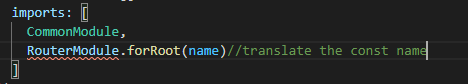 imports: [
CommonModule,
RouterModule.forRoot(name)//translate the const name
]